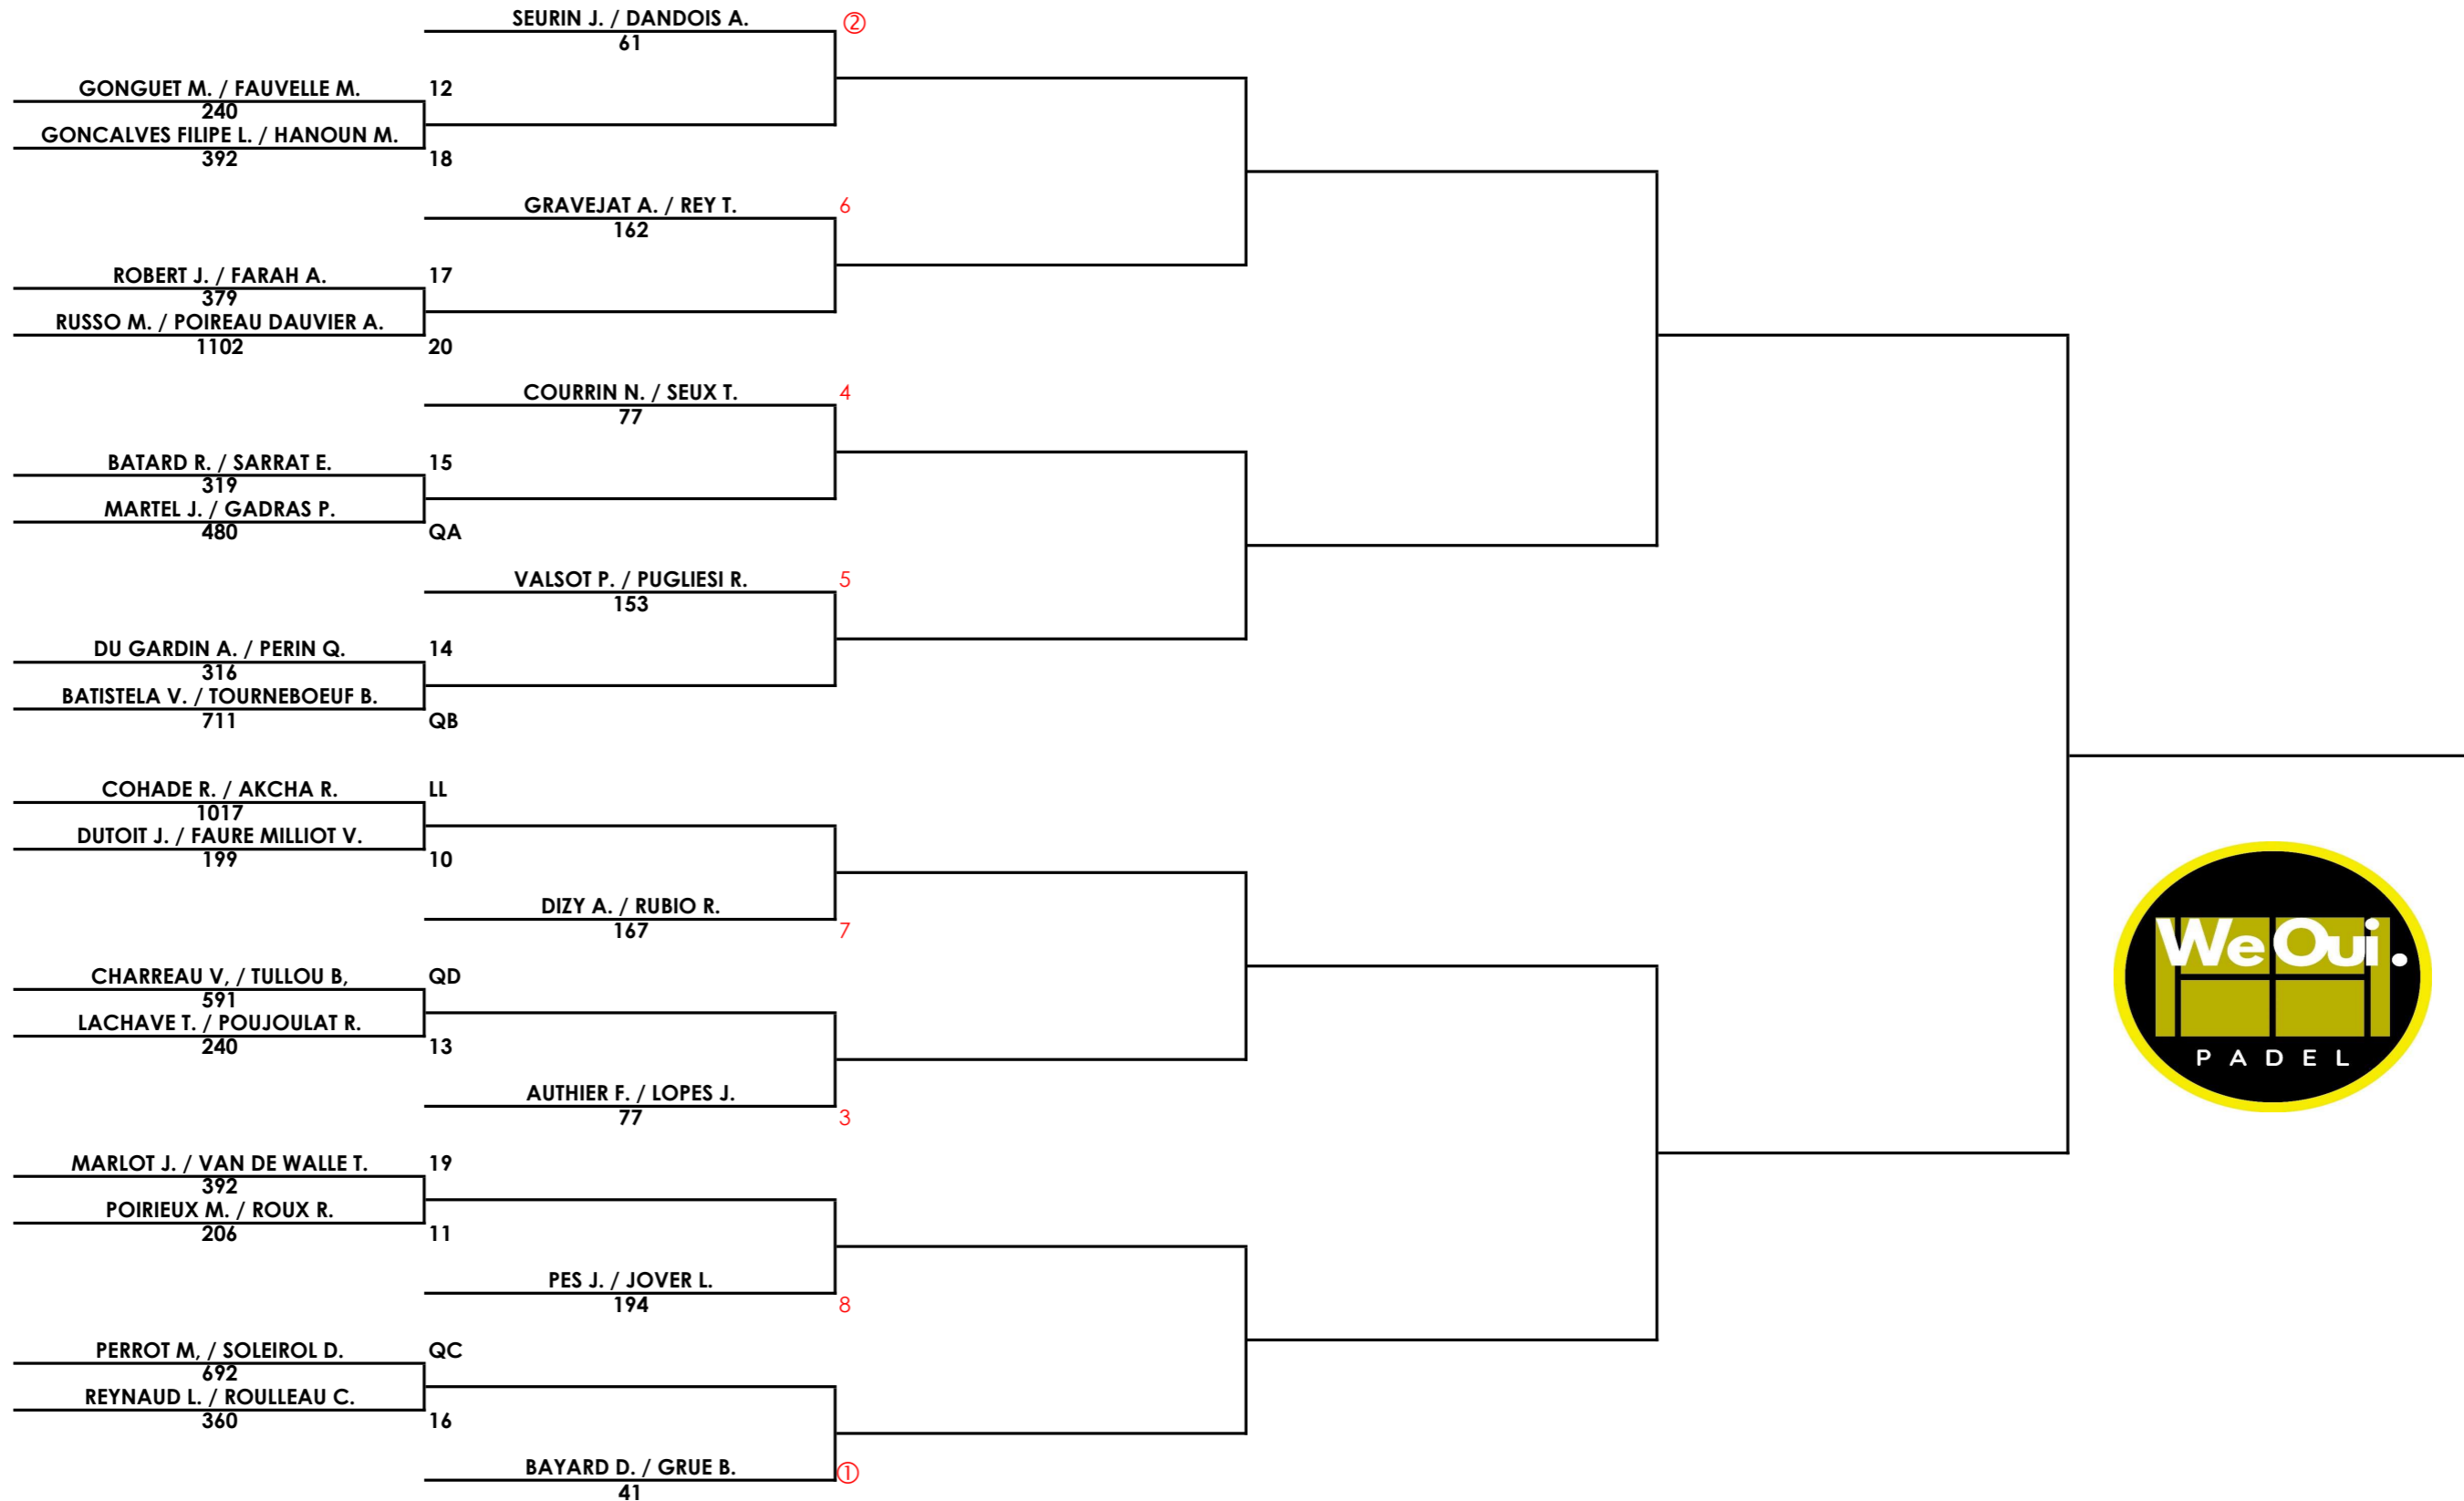 SEURIN J. / DANDOIS A.
②
61
GONGUET M. / FAUVELLE M.
12
240
GONCALVES FILIPE L. / HANOUN M.
392
18
GRAVEJAT A. / REY T.
6
162
ROBERT J. / FARAH A.
17
379
RUSSO M. / POIREAU DAUVIER A.
1102
20
COURRIN N. / SEUX T.
4
77
BATARD R. / SARRAT E.
15
319
MARTEL J. / GADRAS P.
480
QA
VALSOT P. / PUGLIESI R.
5
153
DU GARDIN A. / PERIN Q.
14
316
BATISTELA V. / TOURNEBOEUF B.
711
QB
COHADE R. / AKCHA R.
LL
1017
DUTOIT J. / FAURE MILLIOT V.
199
10
DIZY A. / RUBIO R.
167
7
CHARREAU V, / TULLOU B,
QD
591
LACHAVE T. / POUJOULAT R.
240
13
AUTHIER F. / LOPES J.
77
3
MARLOT J. / VAN DE WALLE T.
19
392
POIRIEUX M. / ROUX R.
206
11
PES J. / JOVER L.
194
8
PERROT M, / SOLEIROL D.
QC
692
REYNAUD L. / ROULLEAU C.
360
16
BAYARD D. / GRUE B.
①
41
We Oui.
PADEL